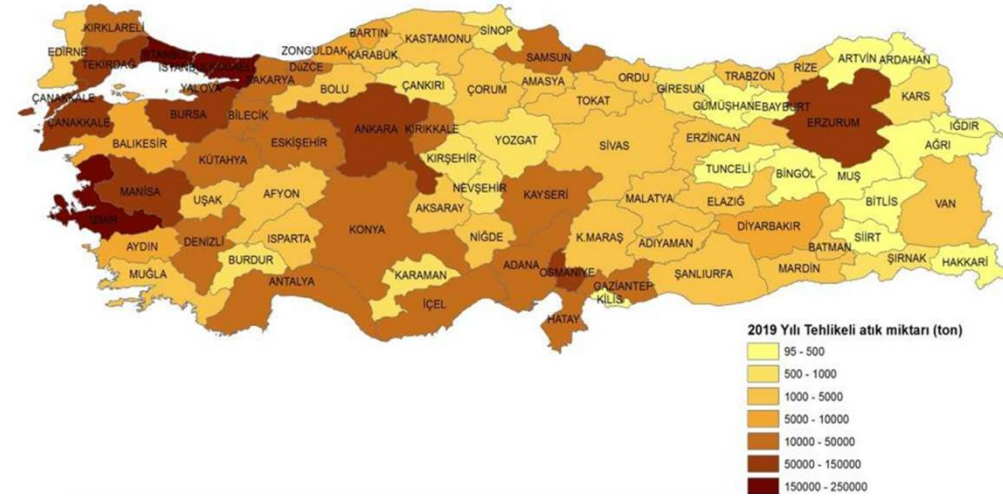 KIRKLARELİ
EDİRNE
TEKİRDAĞ
İSTANBUL
İSTANBUL
KOCAELİ
YALOVA
SAKARYA
DÜZCE
ZONGULDAK
BARTIN
KARABÜK
KASTAMONU
SİNOP
SAMSUN
ÇANAKKALE
ÇANAKKALE
BURSA
BİLECİK
BOLU
ÇANKIRI
ÇORUM
AMASYA
ORDU
GİRESUN
TRABZON
RİZE
ARTVİN
ARDAHAN
KARS
GÜMÜŞHANE
BAYBURT
ERZURUM
IĞDIR
AĞRI
BALIKESİR
KÜTAHYA
ESKİŞEHİR
ANKARA
KIRIKKALE
YOZGAT
TOKAT
SİVAS
ERZİNCAN
TUNCELİ
BİNGÖL
MUŞ
BİTLİS
VAN
MANİSA
UŞAK
AFYON
KIRŞEHİR
NEVŞEHİR
AKSARAY
KAYSERİ
MALATYA
ELAZIĞ
DİYARBAKIR
BATMAN
SİİRT
ŞIRNAK
HAKKARİ
İZMİR
AYDIN
DENİZLİ
ISPARTA
BURDUR
KONYA
NİĞDE
K.MARAŞ
ADIYAMAN
ŞANLIURFA
MARDİN
MUĞLA
ANTALYA
KARAMAN
İÇEL
ADANA
OSMANİYE
GAZİANTEP
KİLİS
HATAY
2019 Yılı Tehlikeli atık miktarı (ton)
95 - 500
500 - 1000
1000 - 5000
5000 - 10000
10000 - 50000
50000 - 150000
150000 - 250000